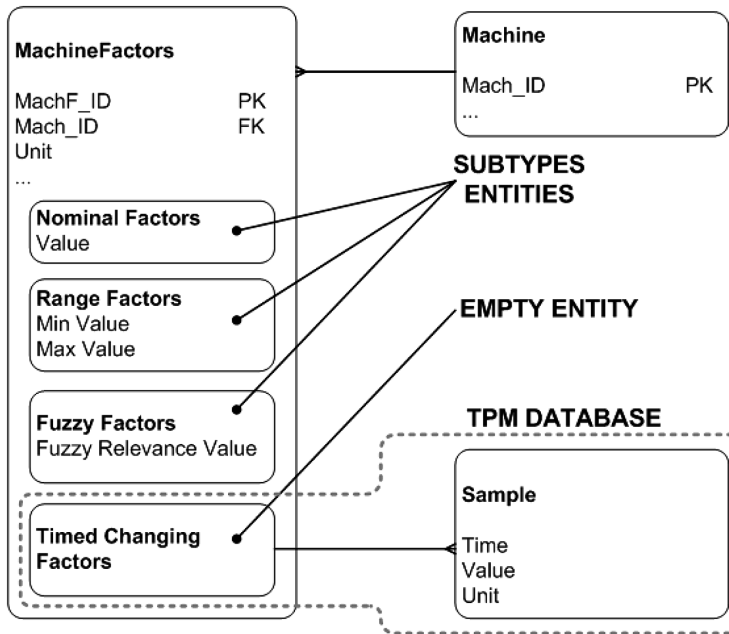 MachineFactors
MachF_ID PK
Mach_ID FK
Unit
...
Nominal Factors
Value
Range Factors
Min Value
Max Value
Fuzzy Factors
Fuzzy Relevance Value
Timed Changing
Factors
Machine
Mach_ID PK
...
SUBTYPES
ENTITIES
EMPTY ENTITY
TPM DATABASE
Sample
Time
Value
Unit